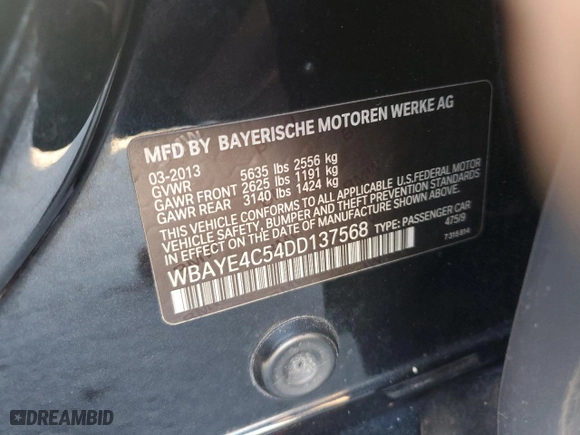 MFD BY BAYERISCHE MOTOREN WERKE AG
03-2013
GVWR 5635 lbs 2556 kg
GAWR FRONT 2625 lbs 1191 kg
GAWR REAR 3140 lbs 1424 kg
THIS VEHICLE CONFORMS TO ALL APPLICABLE U.S.FEDERAL MOTOR
VEHICLE SAFETY, BUMPER AND THEFT PREVENTION STANDARDS
IN EFFECT ON THE DATE OF MANUFACTURE SHOWN ABOVE.
WBAYE4C54DD137568 TYPE: PASSENGER CAR
475/9
DREAMBID